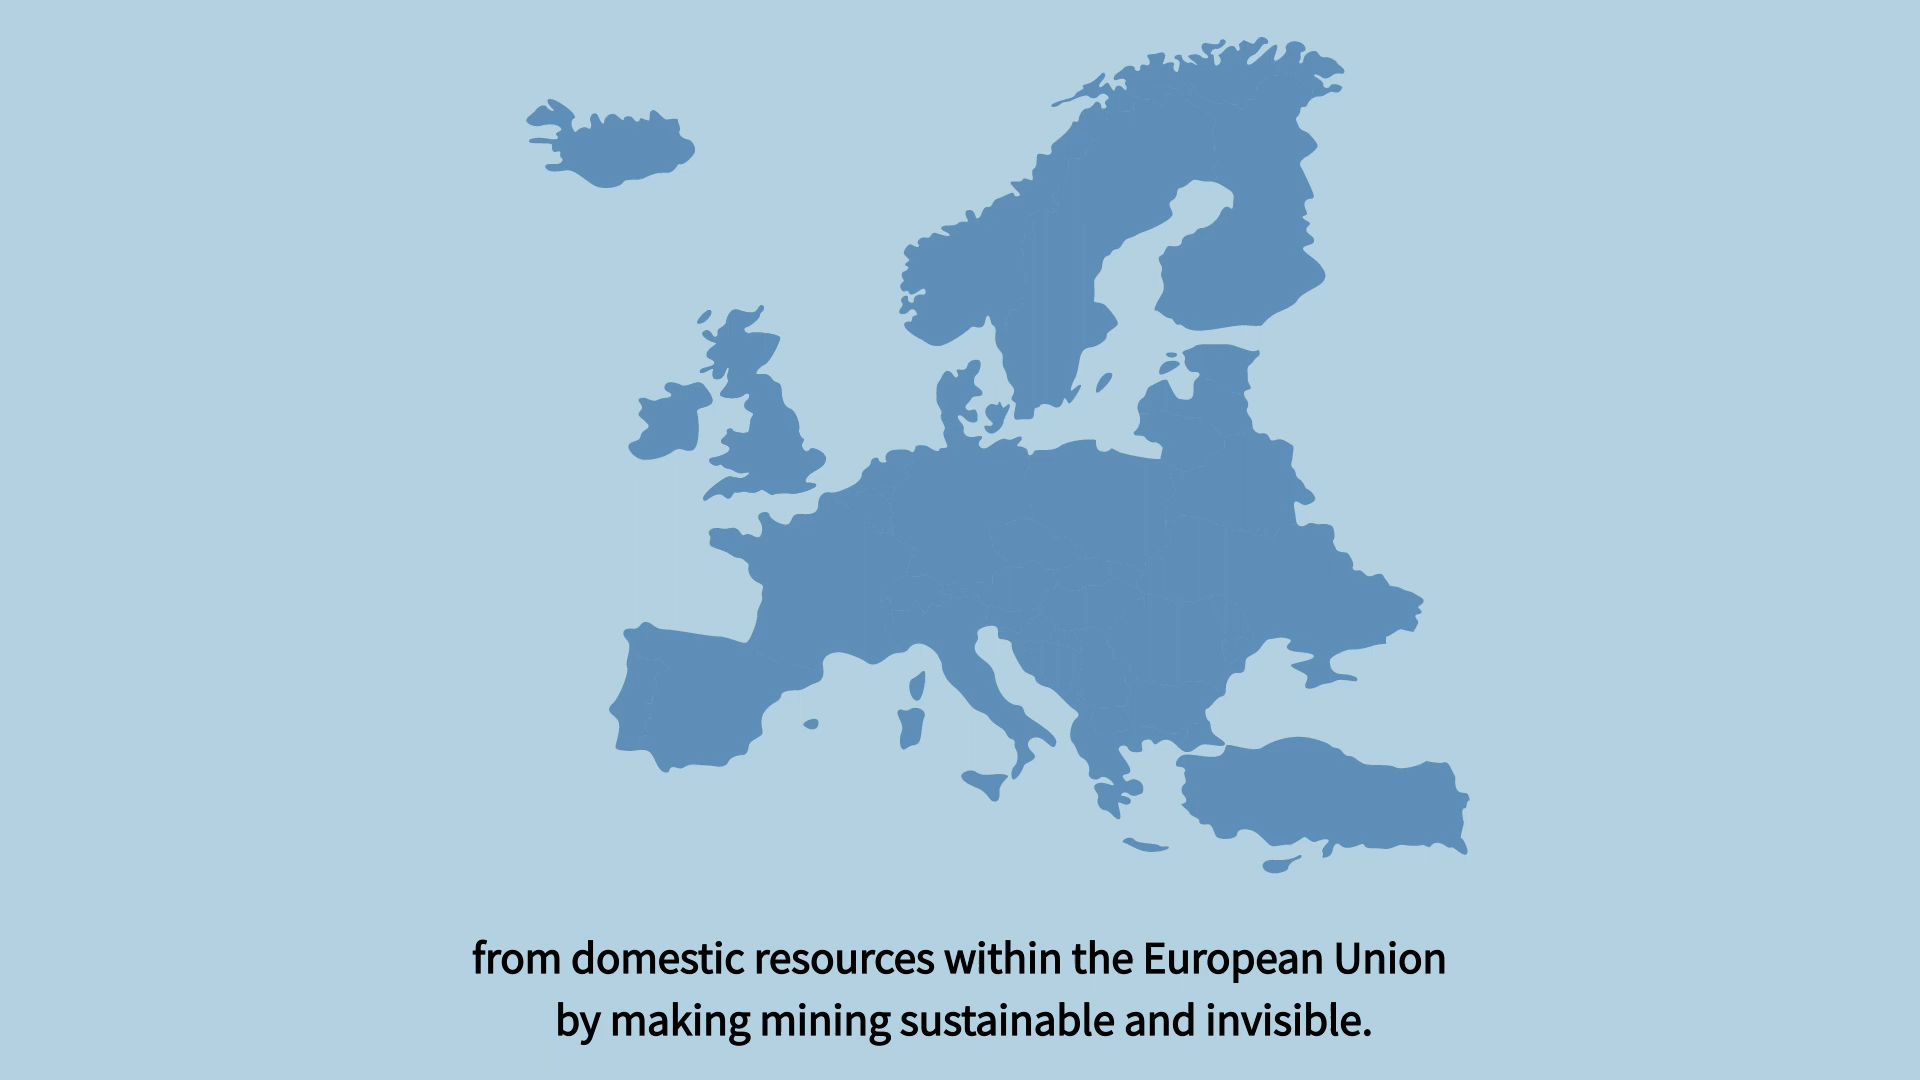 from domestic resources within the European Union
by making mining sustainable and invisible.